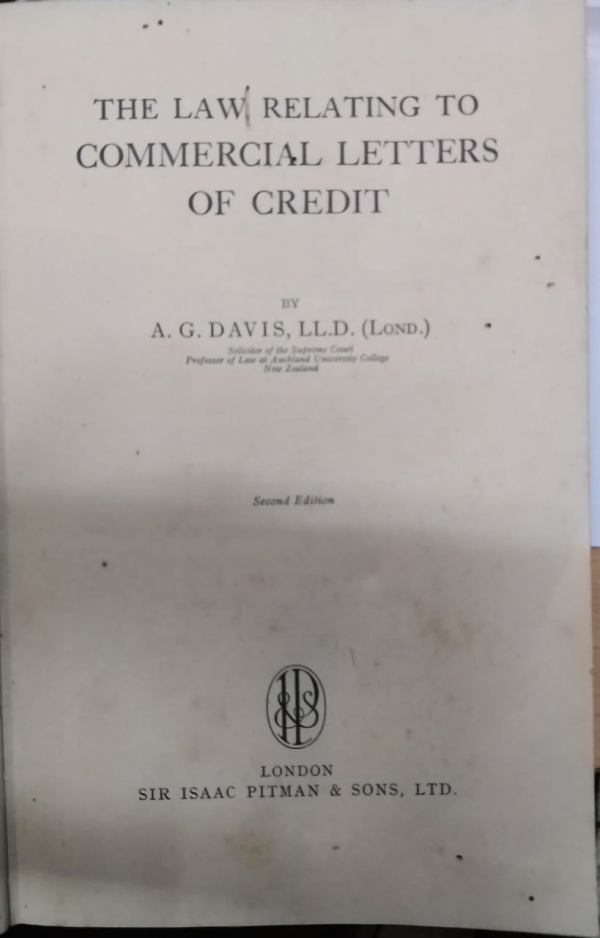 THE LAW RELATING TO
COMMERCIAL LETTERS
OF CREDIT
BY
A. G. DAVIS, LL.D. (LOND.)
Solicitor of the Supreme Court
Professor of Law at Auckland University College
New Zealand
Second Edition
LONDON
SIR ISAAC PITMAN & SONS, LTD.